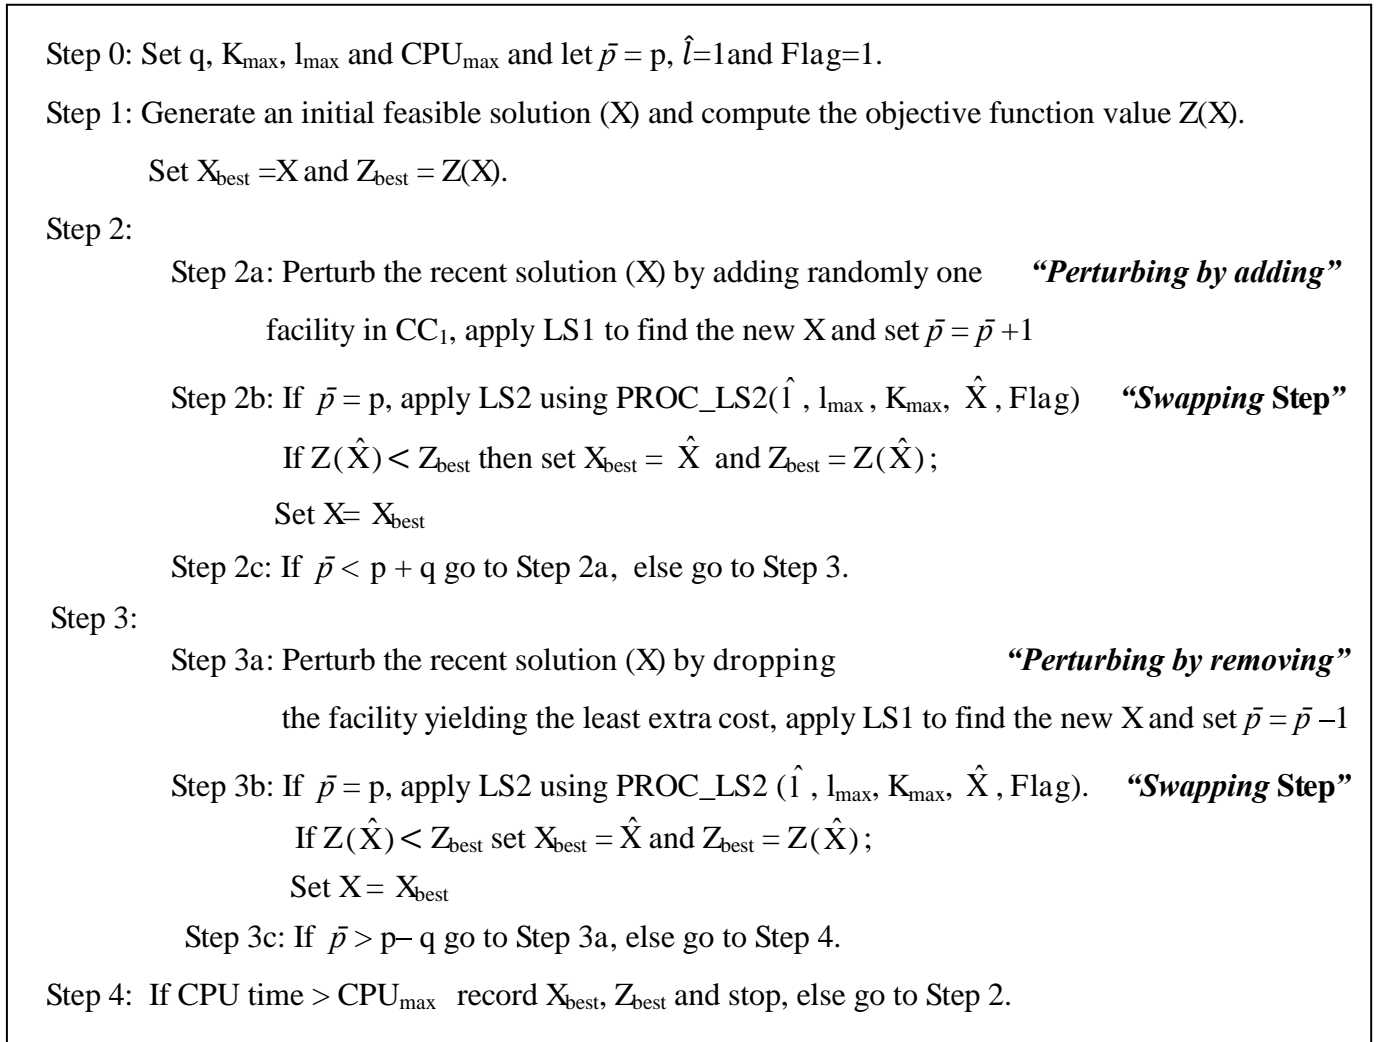 Step 0: Set q, Kmax, lmax and CPUmax and let p̄ = p, l̂=1and Flag=1.
Step 1: Generate an initial feasible solution (X) and compute the objective function value Z(X).
Set Xbest =X and Zbest = Z(X).
Step 2:
Step 2a: Perturb the recent solution (X) by adding randomly one “Perturbing by adding”
facility in CC1, apply LS1 to find the new X and set p̄ = p̄ +1
Step 2b: If p̄ = p, apply LS2 using PROC_LS2(l̂ , lmax , Kmax, X̂ , Flag) “Swapping Step”
If Z(X̂) < Zbest then set Xbest = X̂ and Zbest = Z(X̂) ;
Set X= Xbest
Step 2c: If p̄ < p + q go to Step 2a, else go to Step 3.
Step 3:
Step 3a: Perturb the recent solution (X) by dropping “Perturbing by removing”
the facility yielding the least extra cost, apply LS1 to find the new X and set p̄ = p̄ –1
Step 3b: If p̄ = p, apply LS2 using PROC_LS2 (l̂ , lmax, Kmax, X̂ , Flag). “Swapping Step”
If Z(X̂) < Zbest set Xbest = X̂ and Zbest = Z(X̂) ;
Set X = Xbest
Step 3c: If p̄ > p– q go to Step 3a, else go to Step 4.
Step 4: If CPU time > CPUmax record Xbest, Zbest and stop, else go to Step 2.